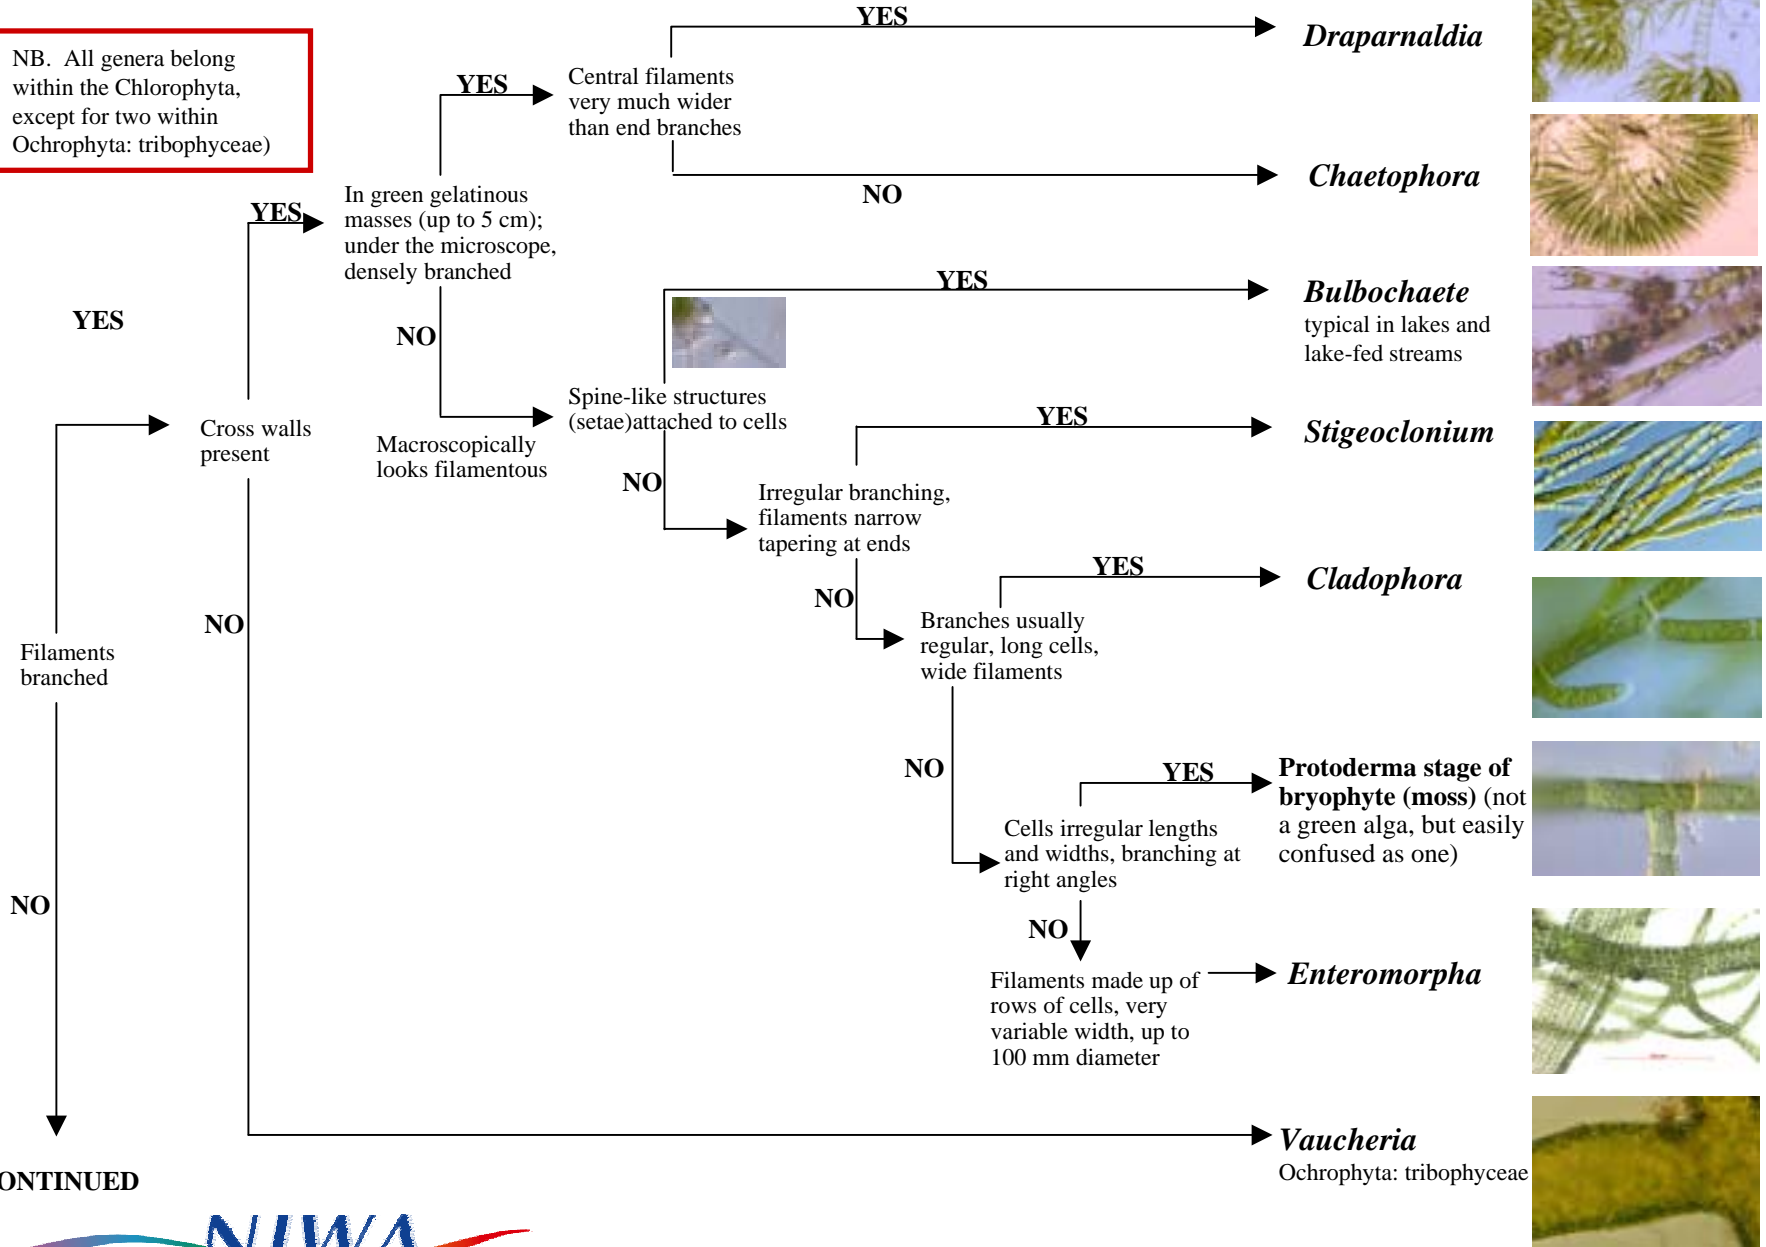 NB. All genera belong
within the Chlorophyta,
except for two within
Ochrophyta: tribophyceae)
YES
Filaments
branched
NO
ONTINUED
NIWA
YES
Cross walls
present
NO
In green gelatinous
masses (up to 5 cm);
under the microscope,
densely branched
YES
NO
Macroscopically
looks filamentous
Central filaments
very much wider
than end branches
YES
Draparnaldia
NO
Chaetophora
Spine-like structures
(setae)attached to cells
YES
Bulbochaete
typical in lakes and
lake-fed streams
NO
Irregular branching,
filaments narrow
tapering at ends
YES
Stigeoclonium
NO
Branches usually
regular, long cells,
wide filaments
YES
Cladophora
NO
Cells irregular lengths
and widths, branching at
right angles
YES
Protoderma stage of
bryophyte (moss) (not
a green alga, but easily
confused as one)
NO
Filaments made up of
rows of cells, very
variable width, up to
100 mm diameter
Enteromorpha
Vaucheria
Ochrophyta: tribophyceae